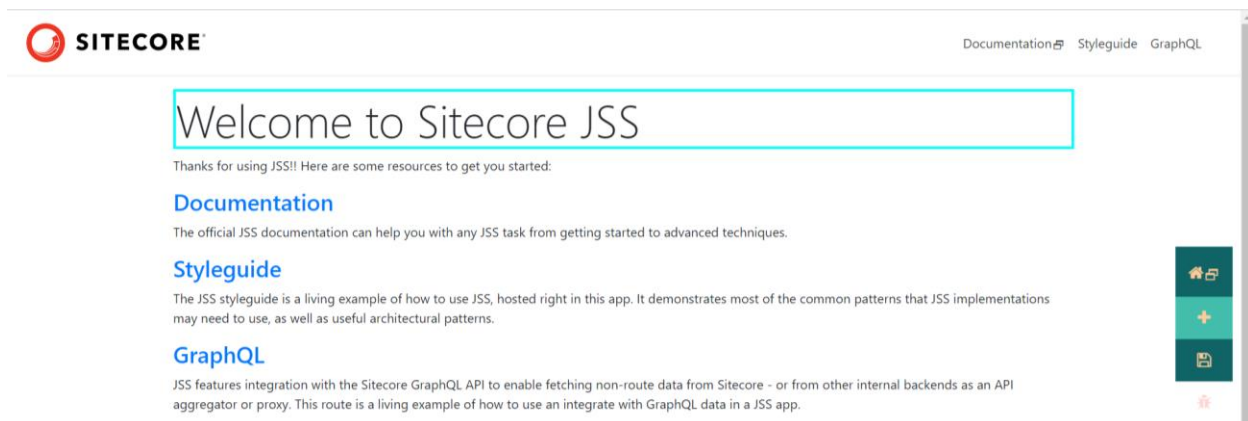 SITECORE
Documentation Styleguide GraphQL
Welcome to Sitecore JSS
Thanks for using JSS!! Here are some resources to get you started:
Documentation
The official JSS documentation can help you with any JSS task from getting started to advanced techniques.
Styleguide
The JSS styleguide is a living example of how to use JSS, hosted right in this app. It demonstrates most of the common patterns that JSS implementations
may need to use, as well as useful architectural patterns.
GraphQL
JSS features integration with the Sitecore GraphQL API to enable fetching non-route data from Sitecore - or from other internal backends as an API
aggregator or proxy. This route is a living example of how to use an integrate with GraphQL data in a JSS app.